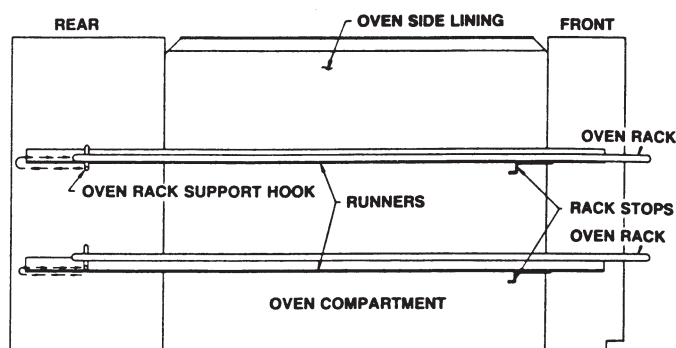 REAR
OVEN SIDE LINING
FRONT
OVEN RACK
OVEN RACK SUPPORT HOOK
RUNNERS
RACK STOPS
OVEN RACK
OVEN COMPARTMENT